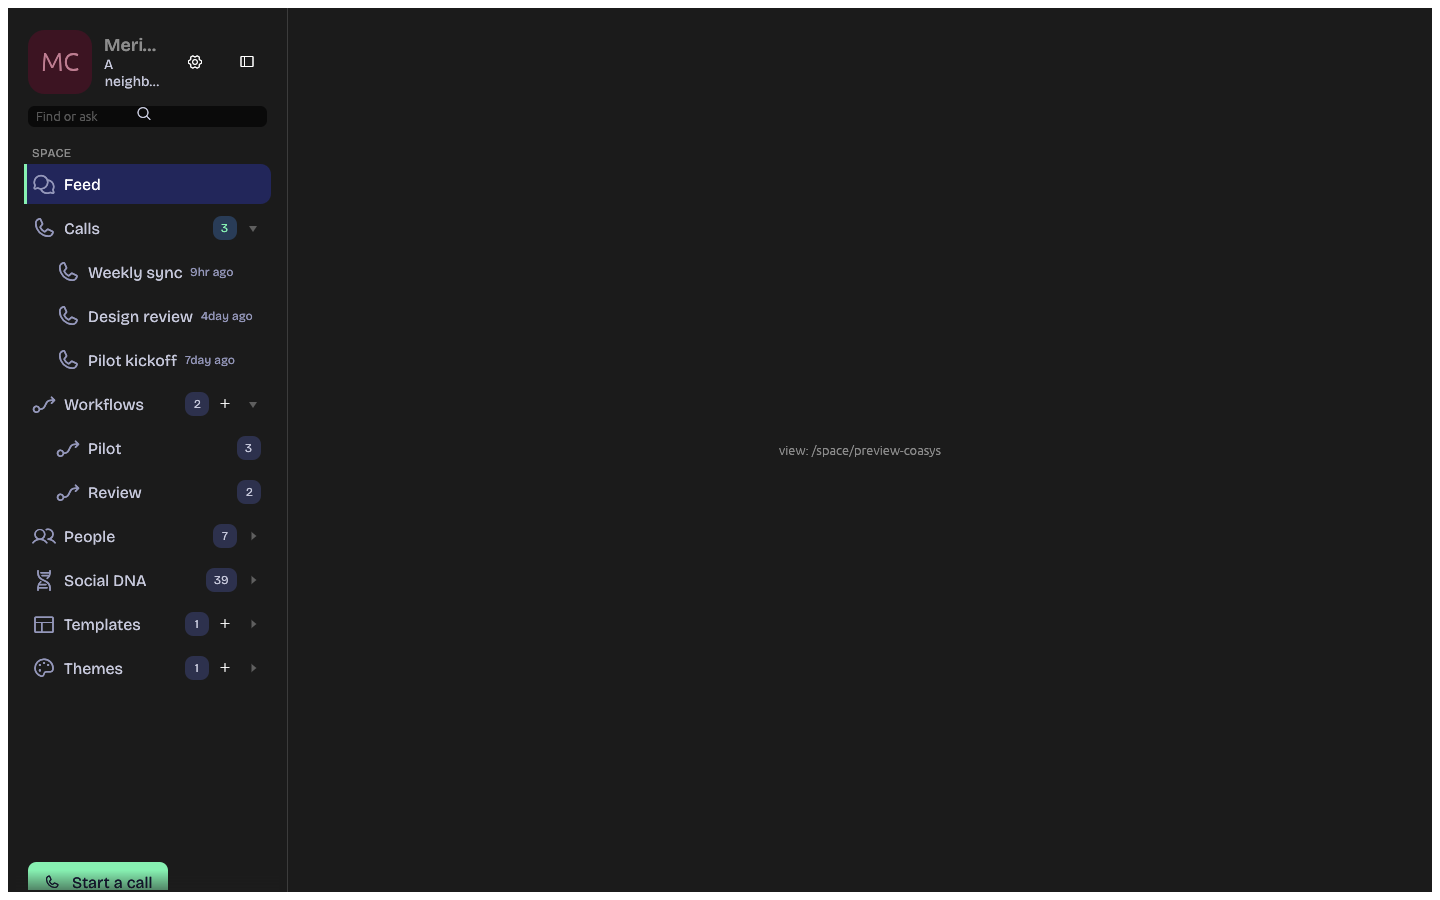 MC
Meri...
A
neighb...
Find or ask
SPACE
Feed
Calls 3
Weekly sync 9hr ago
Design review 4day ago
Pilot kickoff 7day ago
Workflows 2 +
Pilot 3
Review 2
People 7
Social DNA 39
Templates 1 +
Themes 1 +
view: /space/preview-coasys
Start a call